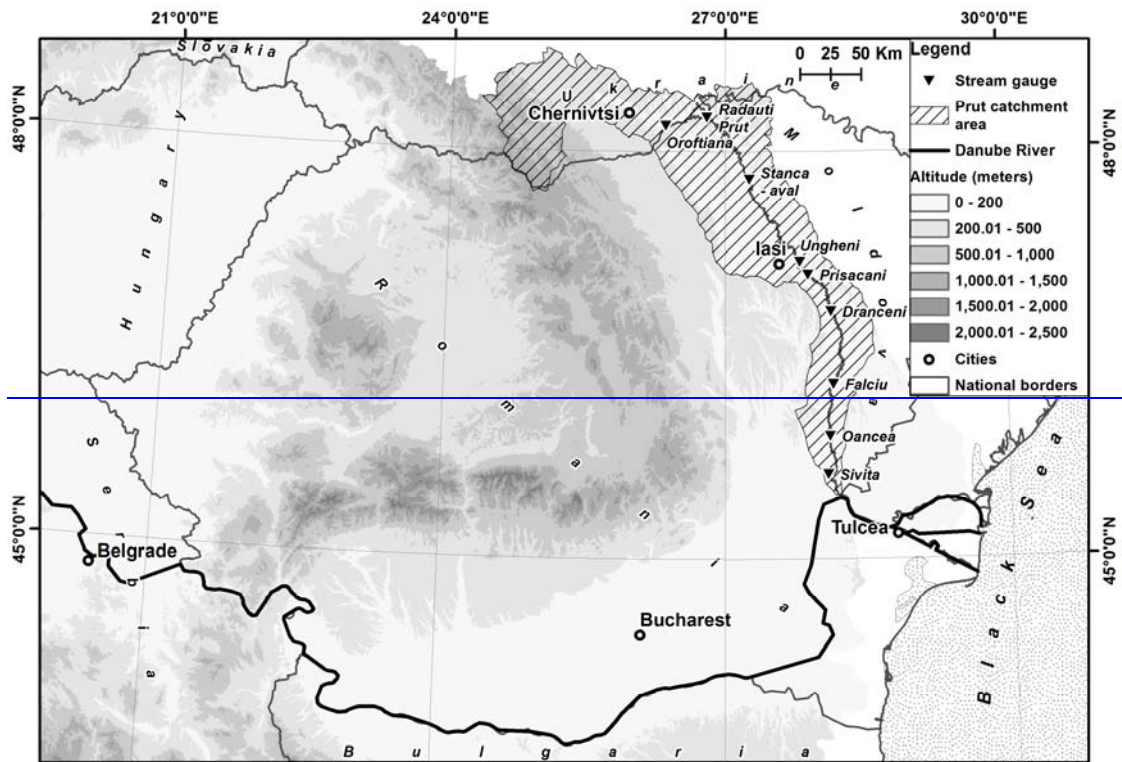 21°0'0"E
24°0'0"E
27°0'0"E
30°0'0"E
Slovakia
Ukraine
0 25 50 Km
Legend
Stream gauge
Prut catchment
area
Danube River
Altitude (meters)
0 - 200
200.01 - 500
500.01 - 1,000
1,000.01 - 1,500
1,500.01 - 2,000
2,000.01 - 2,500
Cities
National borders
48°0'0"N
48°0'0"N
Chernivtsi
Radauti
Prut
Oroftiana
Moldova
Stanca
- aval
Hungary
Iasi
Ungheni
Prisacani
Romania
Dranceni
Falciu
Oancea
Sivita
Serbia
45°0'0"N
45°0'0"N
Belgrade
Tulcea
Black Sea
Bucharest
Bulgaria